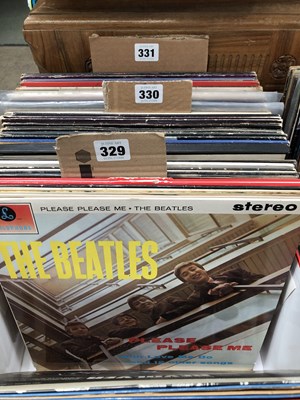 331
330
329
PLEASE PLEASE ME • THE BEATLES
stereo
THE BEATLES
PLEASE
PLEASE ME